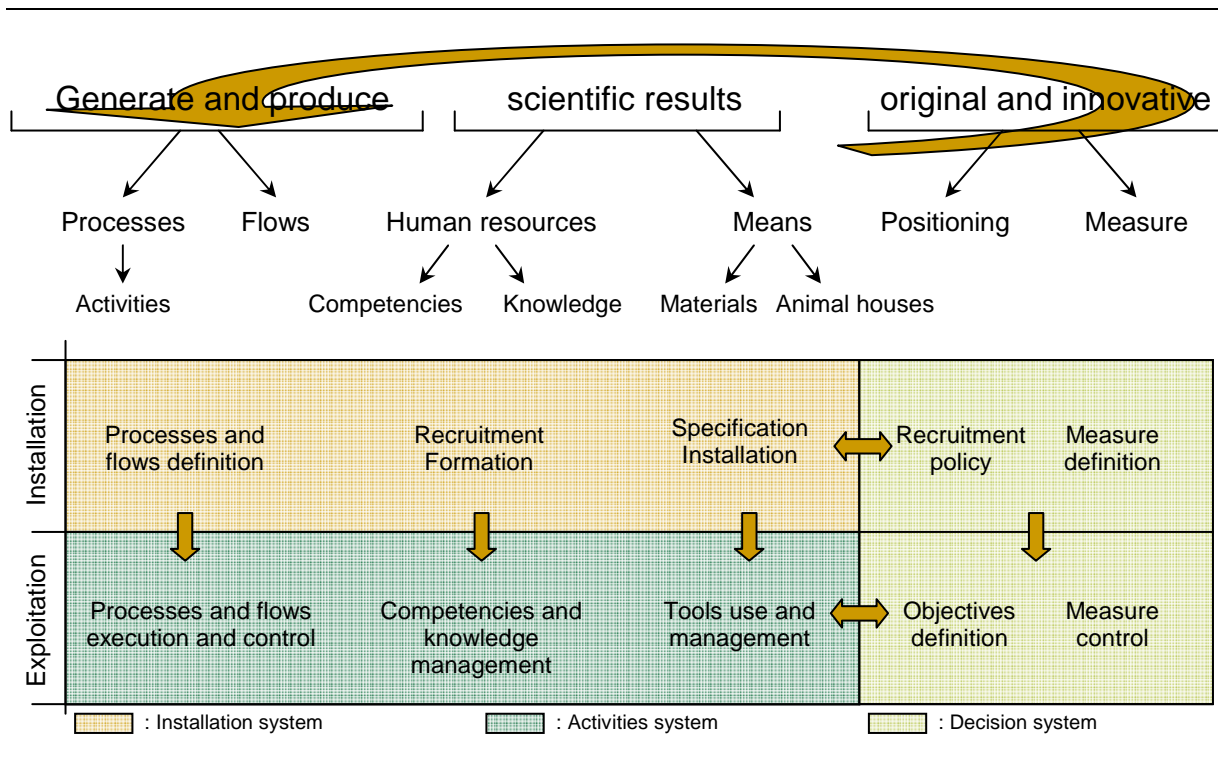 Generate and produce scientific results original and innovative
Processes Flows Human resources Means Positioning Measure
Activities Competencies Knowledge Materials Animal houses
Installation
Processes and
flows definition
Recruitment
Formation
Specification
Installation
Recruitment
policy
Measure
definition
Exploitation
Processes and flows
execution and control
Competencies and
knowledge
management
Tools use and
management
Objectives
definition
Measure
control
: Installation system : Activities system : Decision system